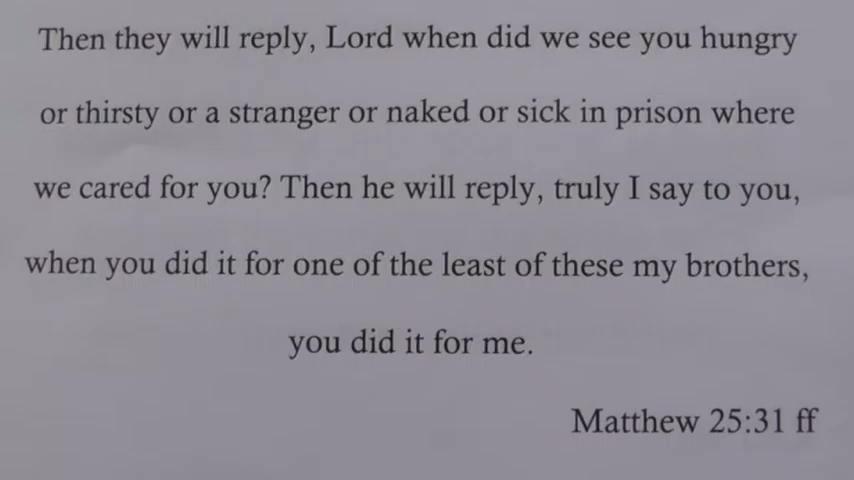 Then they will reply, Lord when did we see you hungry
or thirsty or a stranger or naked or sick in prison where
we cared for you? Then he will reply, truly I say to you,
when you did it for one of the least of these my brothers,
you did it for me.
Matthew 25:31 ff